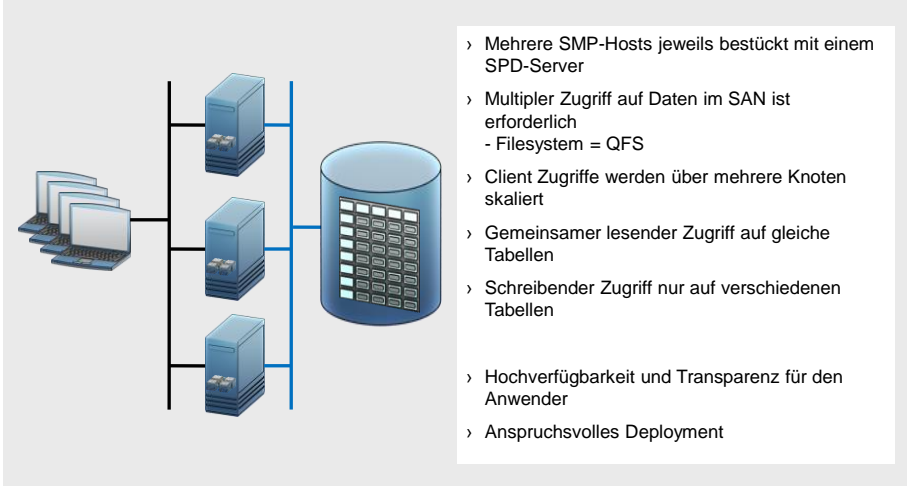 › Mehrere SMP-Hosts jeweils bestückt mit einem
SPD-Server
› Multipler Zugriff auf Daten im SAN ist
erforderlich
- Filesystem = QFS
› Client Zugriffe werden über mehrere Knoten
skaliert
› Gemeinsamer lesender Zugriff auf gleiche
Tabellen
› Schreibender Zugriff nur auf verschiedenen
Tabellen
› Hochverfügbarkeit und Transparenz für den
Anwender
› Anspruchsvolles Deployment